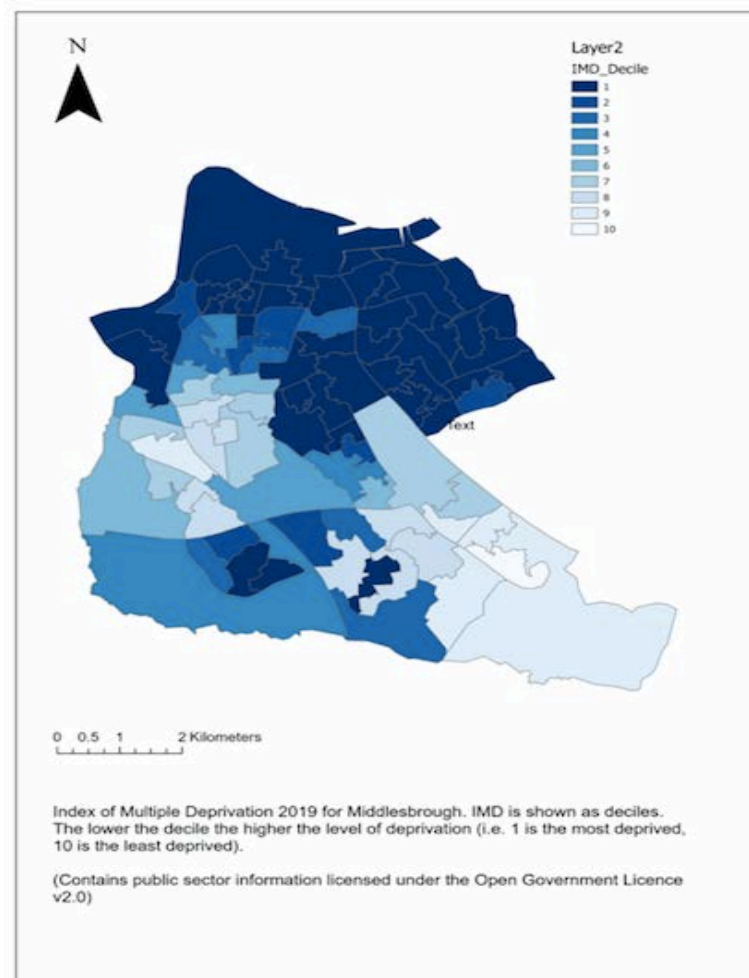 N
Layer2
IMD_Decile
1
2
3
4
5
6
7
8
9
10
Text
0 0.5 1 2 Kilometers
Index of Multiple Deprivation 2019 for Middlesbrough. IMD is shown as deciles.
The lower the decile the higher the level of deprivation (i.e. 1 is the most deprived,
10 is the least deprived).
(Contains public sector information licensed under the Open Government Licence
v2.0)